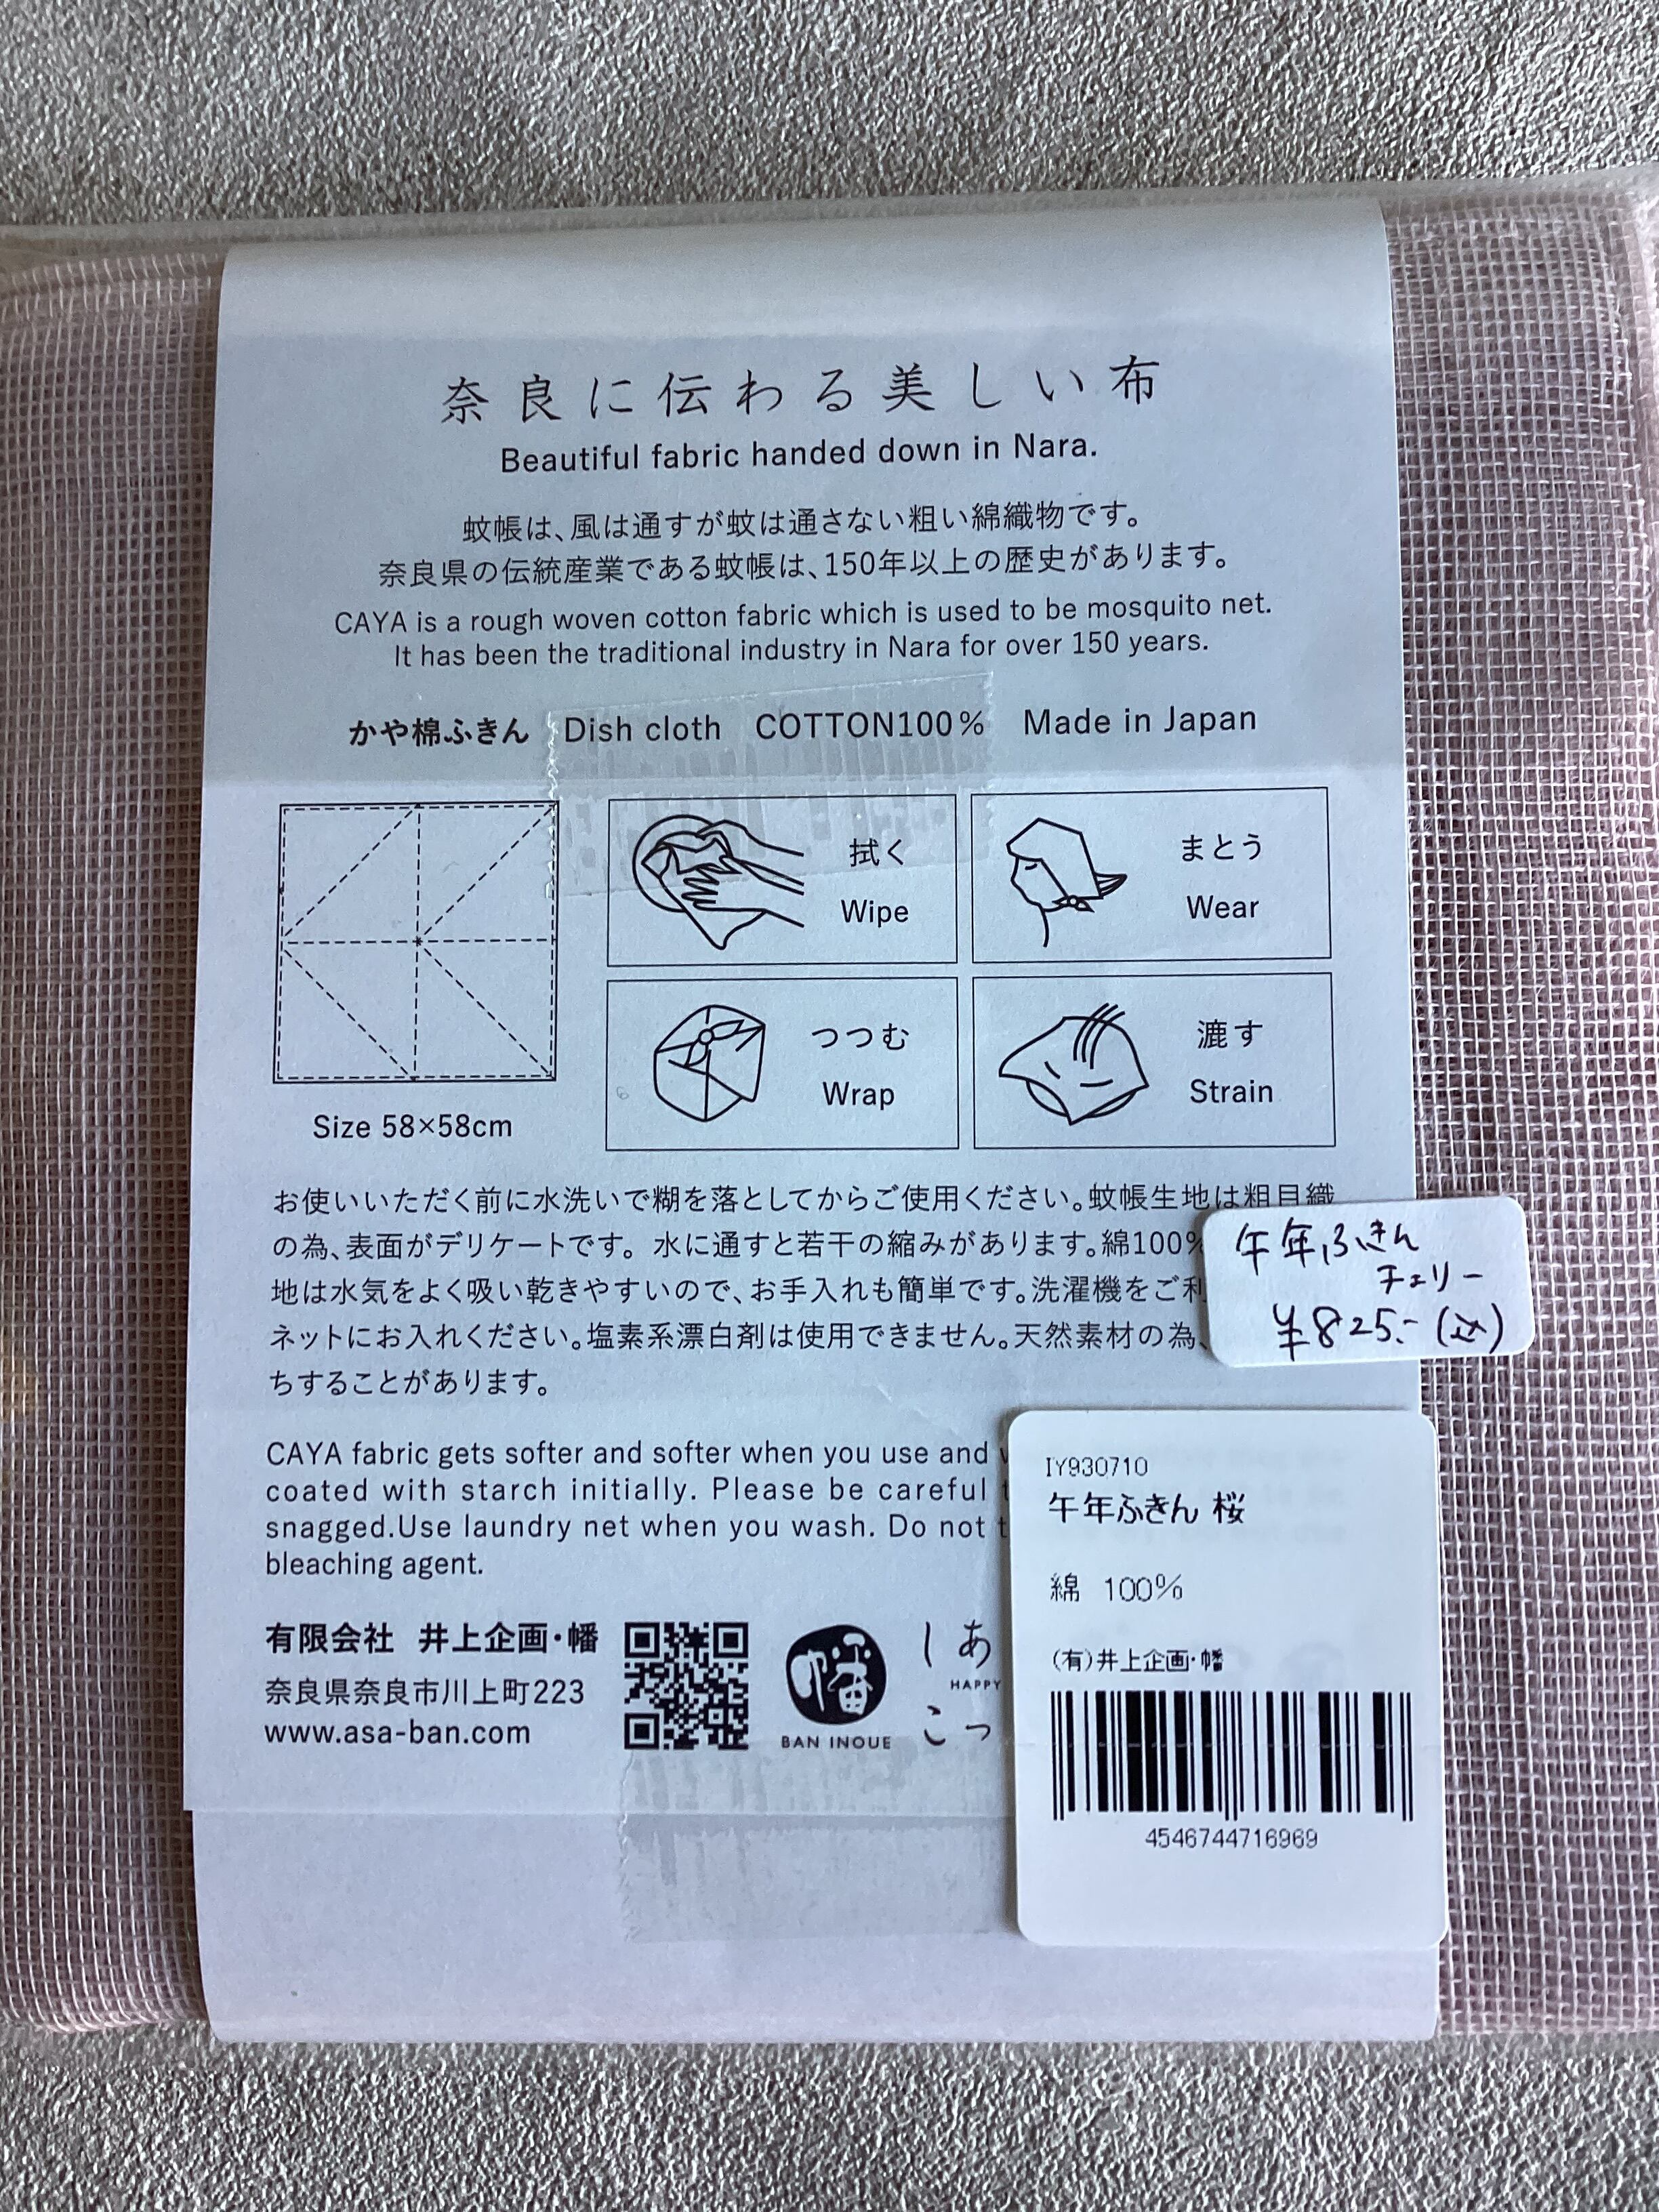 奈良に伝わる美しい布
Beautiful fabric handed down in Nara.
蚊帳は、風は通すが蚊は通さない粗い綿織物です。
奈良県の伝統産業である蚊帳は、150年以上の歴史があります。
CAYA is a rough woven cotton fabric which is used to be mosquito net.
It has been the traditional industry in Nara for over 150 years.
かや棉ふきん Dish cloth COTTON100% Made in Japan
拭く
Wipe
まとう
Wear
つつむ
Wrap
漉す
Strain
Size 58×58cm
お使いいただく前に水洗いで糊を落としてからご使用ください。蚊帳生地は粗目織
の為、表面がデリケートです。水に通すと若干の縮みがあります。綿100%
地は水気をよく吸い乾きやすいので、お手入れも簡単です。洗濯機をご利
ネットにお入れください。塩素系漂白剤は使用できません。天然素材の為、
ちすることがあります。
午年ふきん
チェリー
¥825.-(込)
CAYA fabric gets softer and softer when you use and
coated with starch initially. Please be careful
snagged.Use laundry net when you wash. Do not
bleaching agent.
有限会社 井上企画・幡
奈良県奈良市川上町223
www.asa-ban.com
幡
BAN INOUE
しあ
HAPPY
こっ
IY930710
午年ふきん 桜
綿 100%
(有)井上企画・幡
4546744716969